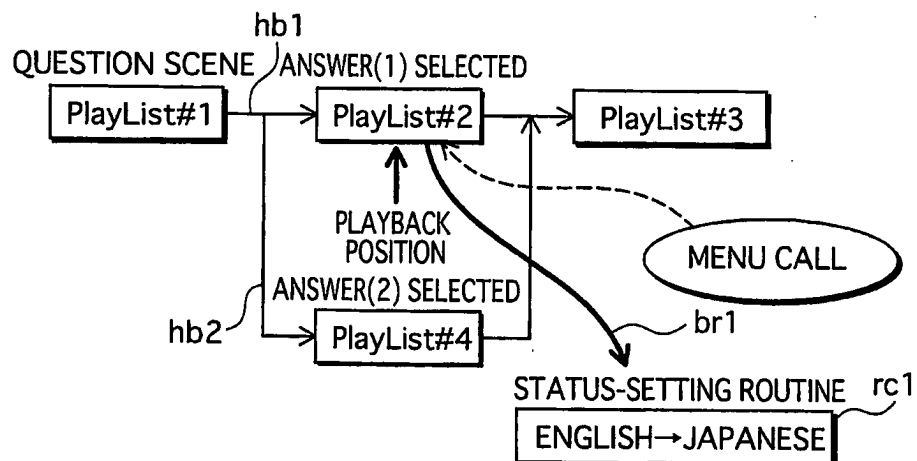 hb1
QUESTION SCENE
ANSWER(1) SELECTED
PlayList#1
PlayList#2
PlayList#3
PLAYBACK
POSITION
MENU CALL
ANSWER(2) SELECTED
hb2
PlayList#4
br1
STATUS-SETTING ROUTINE
rc1
ENGLISH→JAPANESE